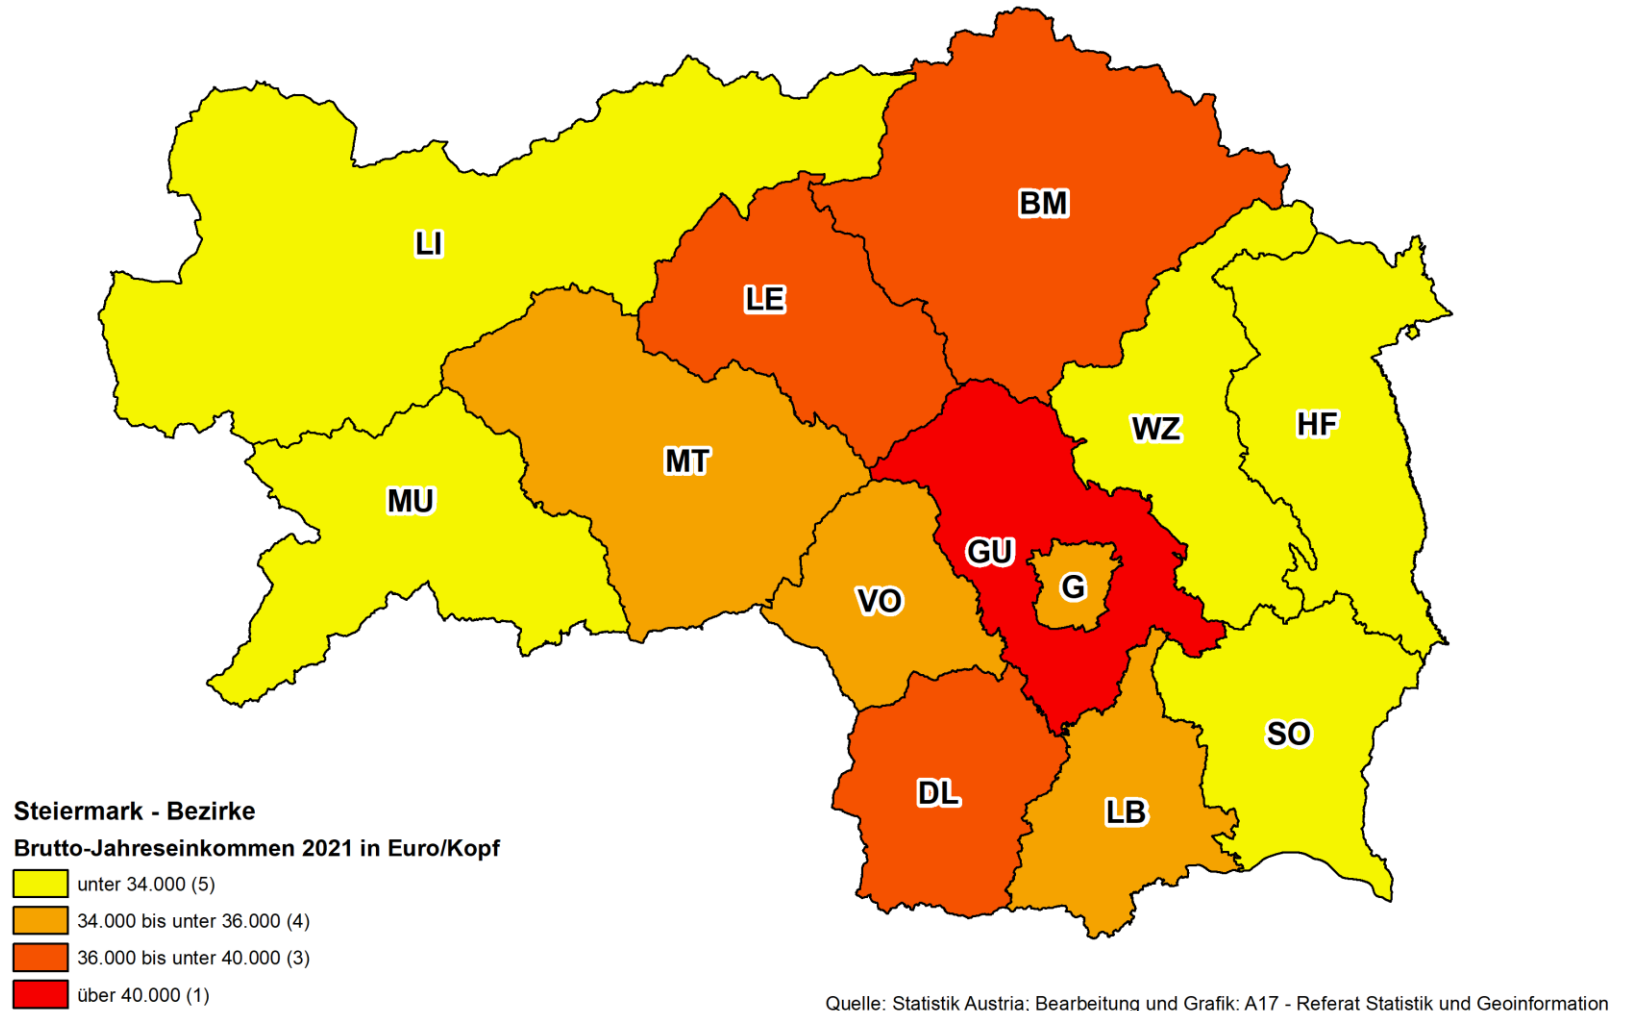 BM
LI
LE
WZ
HF
MT
MU
GU
G
VO
SO
DL
LB
Steiermark - Bezirke
Brutto-Jahreseinkommen 2021 in Euro/Kopf
unter 34.000 (5)
34.000 bis unter 36.000 (4)
36.000 bis unter 40.000 (3)
über 40.000 (1)
Quelle: Statistik Austria; Bearbeitung und Grafik: A17 - Referat Statistik und Geoinformation